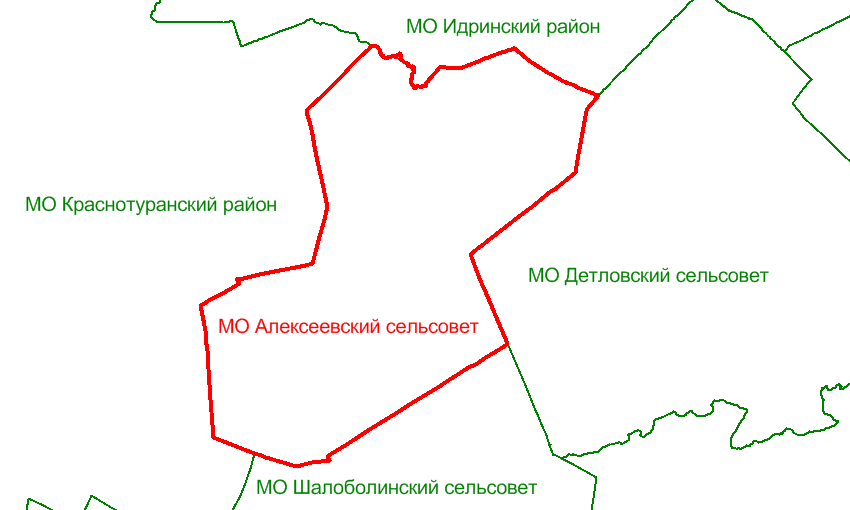 МО Идринский район
МО Краснотуранский район
МО Детловский сельсовет
МО Алексеевский сельсовет
МО Шалоболинский сельсовет